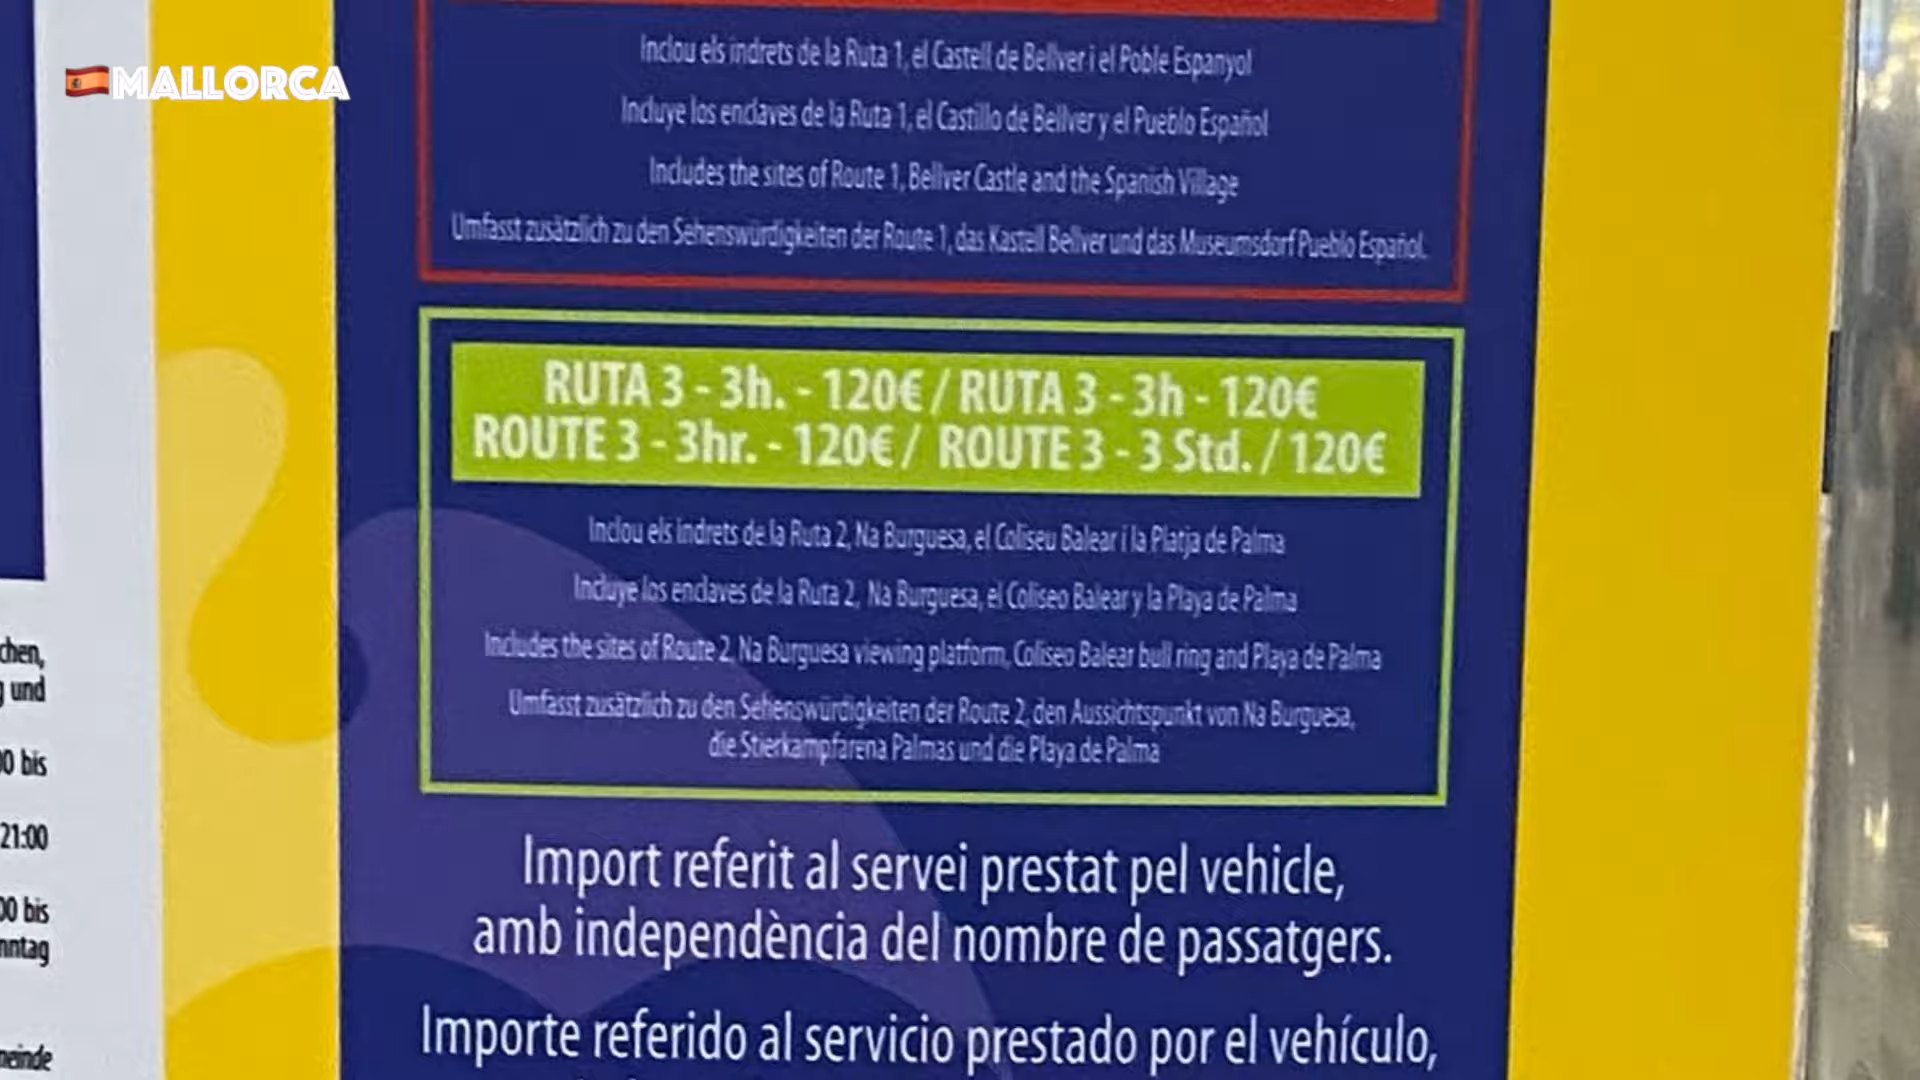 🇪🇸MALLORCA
Inclou els indrets de la Ruta 1, el Castell de Bellver i el Poble Espanyol
Incluye los enclaves de la Ruta 1, el Castillo de Bellver y el Pueblo Español
Includes the sites of Route 1, Bellver Castle and the Spanish Village
Umfasst zusätzlich zu den Sehenswürdigkeiten der Route 1, das Kastell Bellver und das Museumsdorf Pueblo Español.
RUTA 3 - 3h. - 120€ / RUTA 3 - 3h - 120€
ROUTE 3 - 3hr. - 120€ / ROUTE 3 - 3 Std. / 120€
Inclou els indrets de la Ruta 2, Na Burguesa, el Coliseu Balear i la Platja de Palma
Incluye los enclaves de la Ruta 2, Na Burguesa, el Coliseo Balear y la Playa de Palma
Includes the sites of Route 2, Na Burguesa viewing platform, Coliseo Balear bull ring and Playa de Palma
Umfasst zusätzlich zu den Sehenswürdigkeiten der Route 2, den Aussichtspunkt von Na Burguesa,
die Stierkampfarena Palmas und die Playa de Palma
Import referit al servei prestat pel vehicle,
amb independència del nombre de passatgers.
Importe referido al servicio prestado por el vehículo,
und
bis
21:00
bis